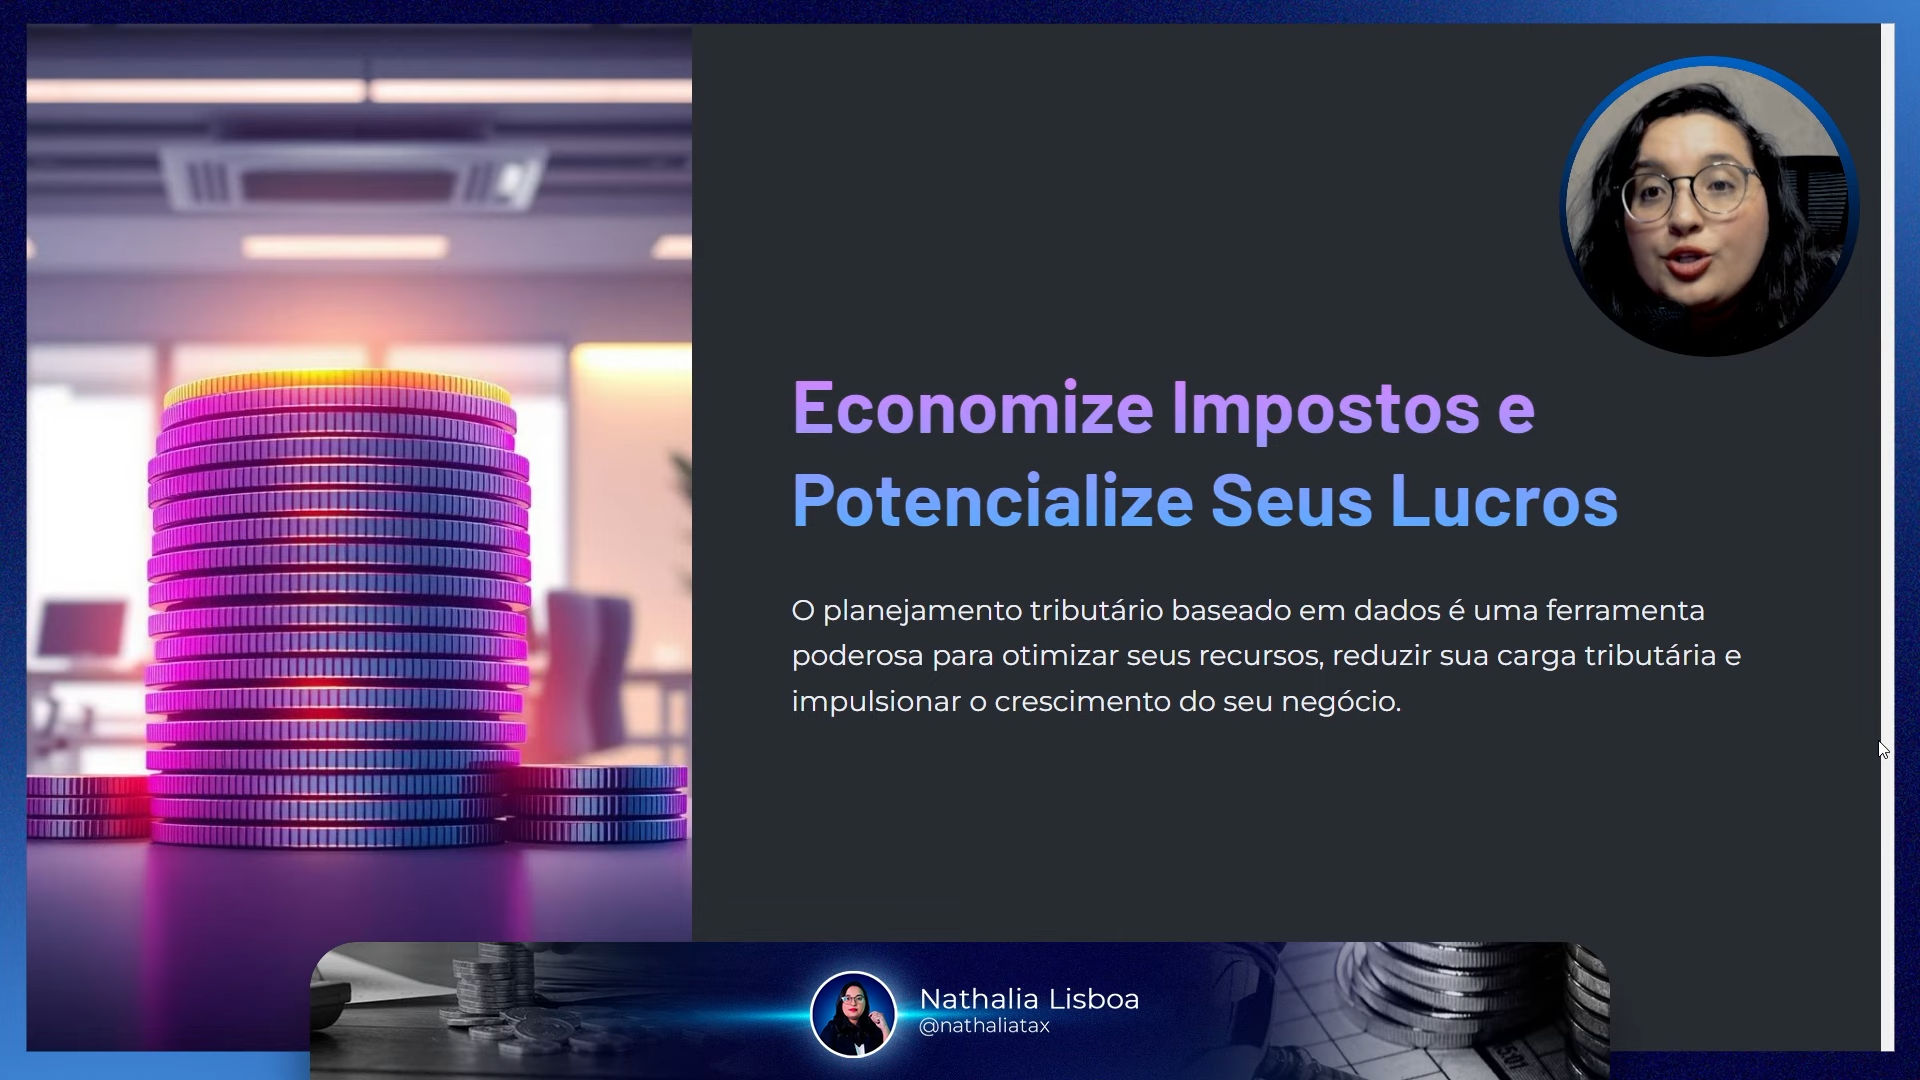 Economize Impostos e
Potencialize Seus Lucros
O planejamento tributário baseado em dados é uma ferramenta
poderosa para otimizar seus recursos, reduzir sua carga tributária e
impulsionar o crescimento do seu negócio.
Nathalia Lisboa
@nathaliatax